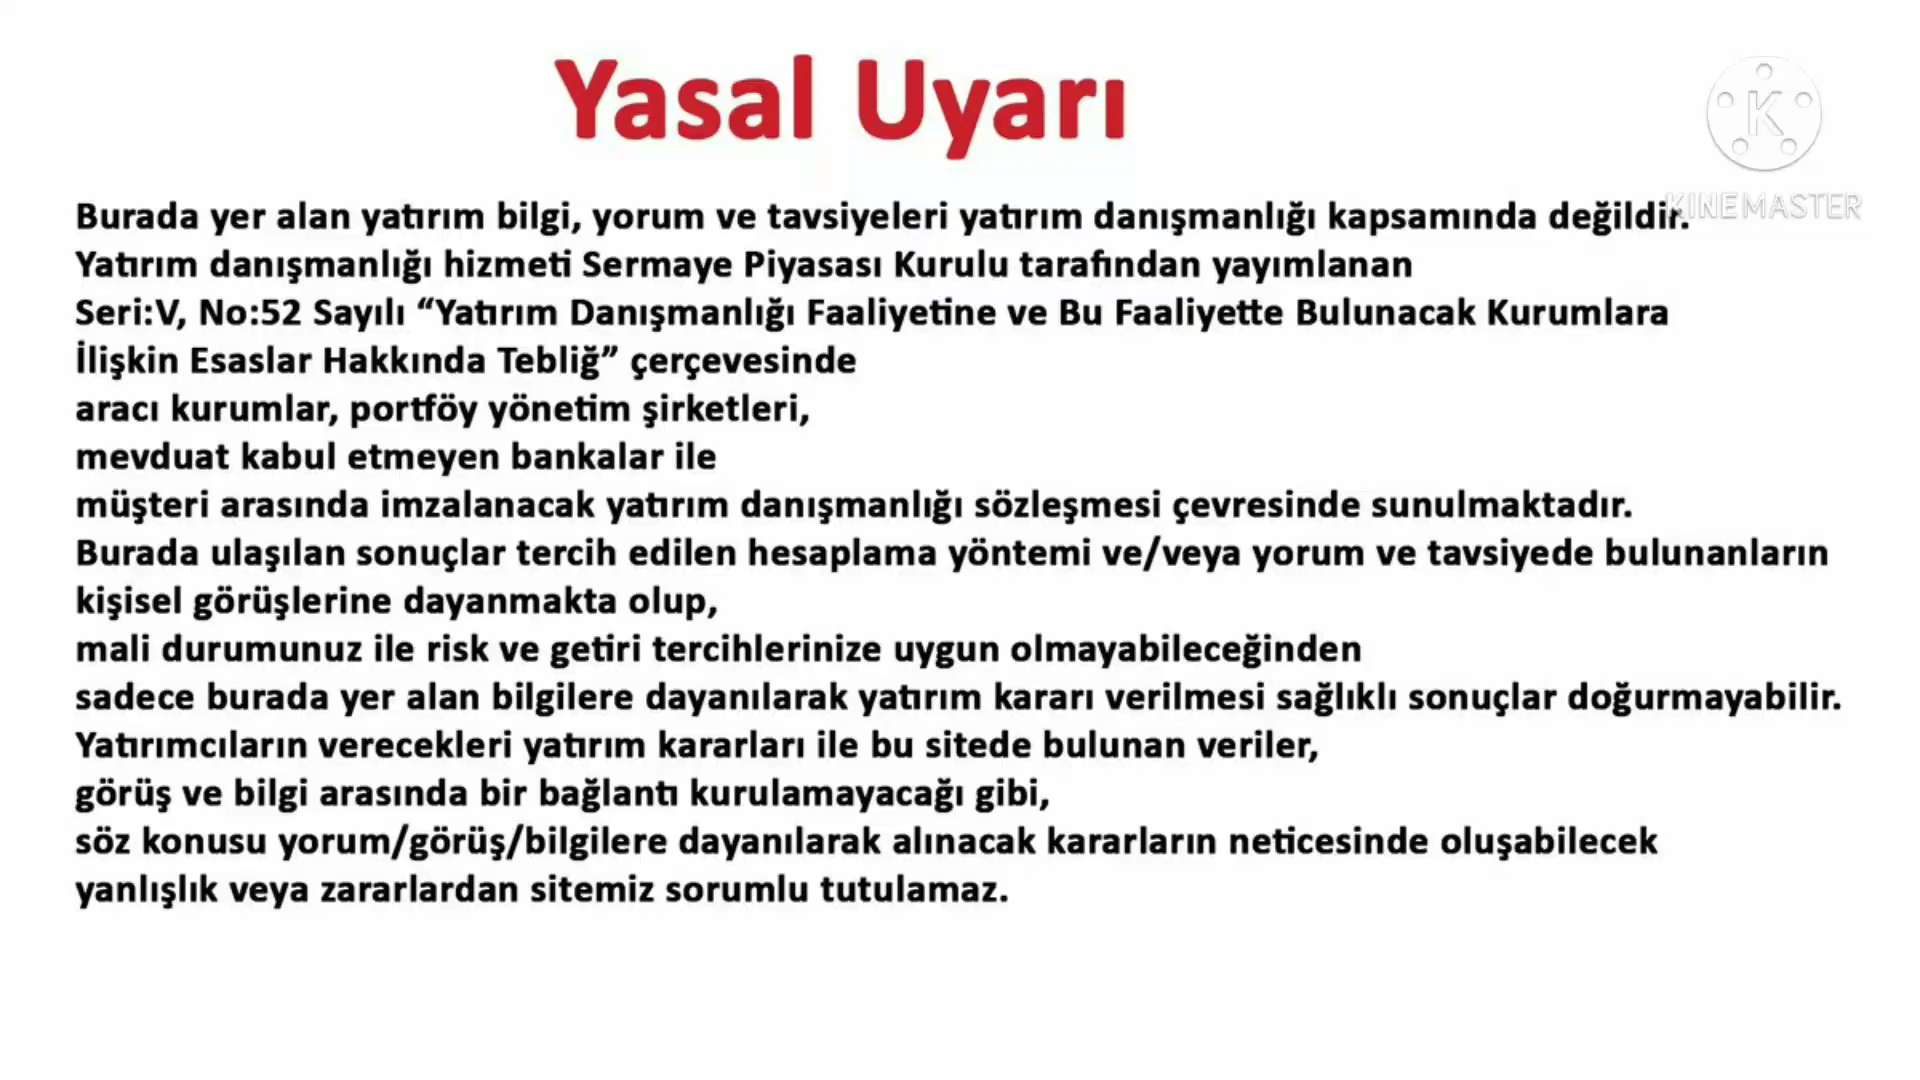 Yasal Uyarı
KINEMASTER
Burada yer alan yatırım bilgi, yorum ve tavsiyeleri yatırım danışmanlığı kapsamında değildir.
Yatırım danışmanlığı hizmeti Sermaye Piyasası Kurulu tarafından yayımlanan
Seri:V, No:52 Sayılı “Yatırım Danışmanlığı Faaliyetine ve Bu Faaliyette Bulunacak Kurumlara
İlişkin Esaslar Hakkında Tebliğ” çerçevesinde
aracı kurumlar, portföy yönetim şirketleri,
mevduat kabul etmeyen bankalar ile
müşteri arasında imzalanacak yatırım danışmanlığı sözleşmesi çevresinde sunulmaktadır.
Burada ulaşılan sonuçlar tercih edilen hesaplama yöntemi ve/veya yorum ve tavsiyede bulunanların
kişisel görüşlerine dayanmakta olup,
mali durumunuz ile risk ve getiri tercihlerinize uygun olmayabileceğinden
sadece burada yer alan bilgilere dayanılarak yatırım kararı verilmesi sağlıklı sonuçlar doğurmayabilir.
Yatırımcıların verecekleri yatırım kararları ile bu sitede bulunan veriler,
görüş ve bilgi arasında bir bağlantı kurulamayacağı gibi,
söz konusu yorum/görüş/bilgilere dayanılarak alınacak kararların neticesinde oluşabilecek
yanlışlık veya zararlardan sitemiz sorumlu tutulamaz.